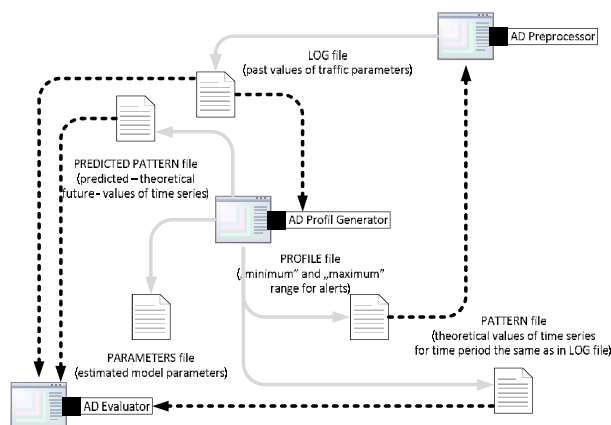 AD Preprocessor
LOG file
(past values of traffic parameters)
PREDICTED PATTERN file
(predicted – theoretical
future - values of time series)
AD Profil Generator
PROFILE file
(„minimum” and „maximum”
range for alerts)
PATTERN file
(theoretical values of time series
for time period the same as in LOG file)
PARAMETERS file
(estimated model parameters)
AD Evaluator